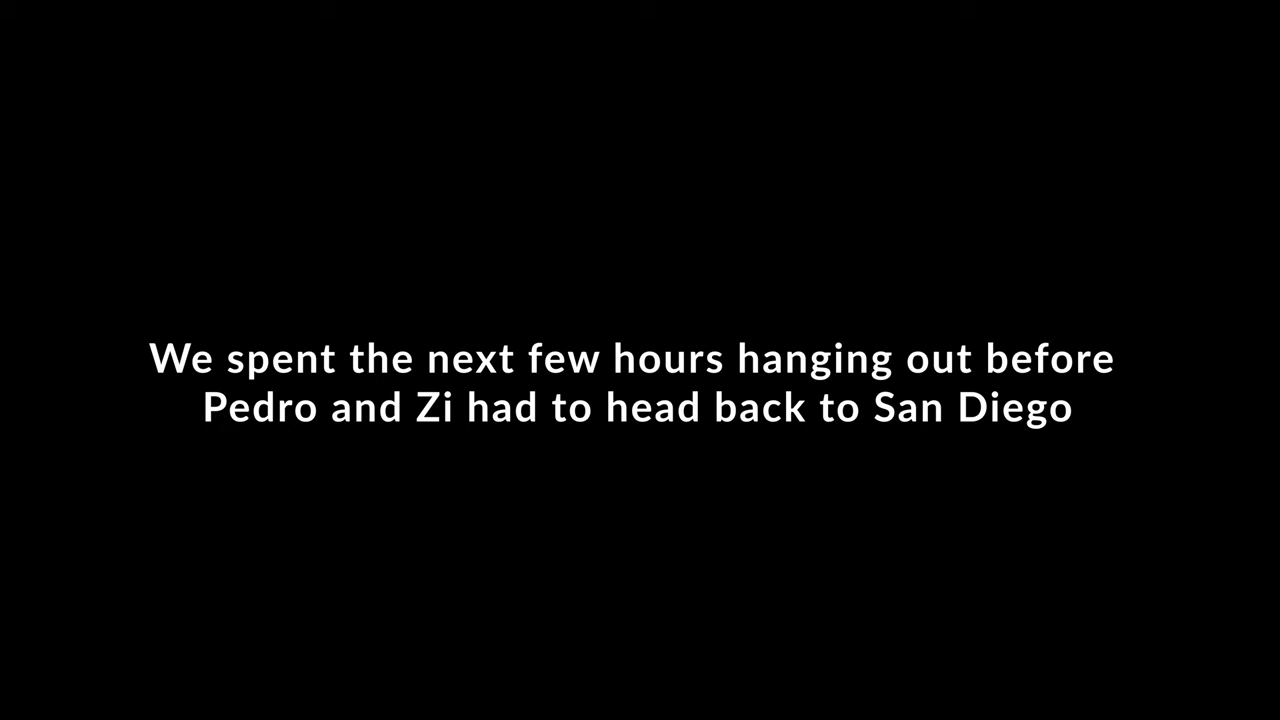 We spent the next few hours hanging out before
Pedro and Zi had to head back to San Diego